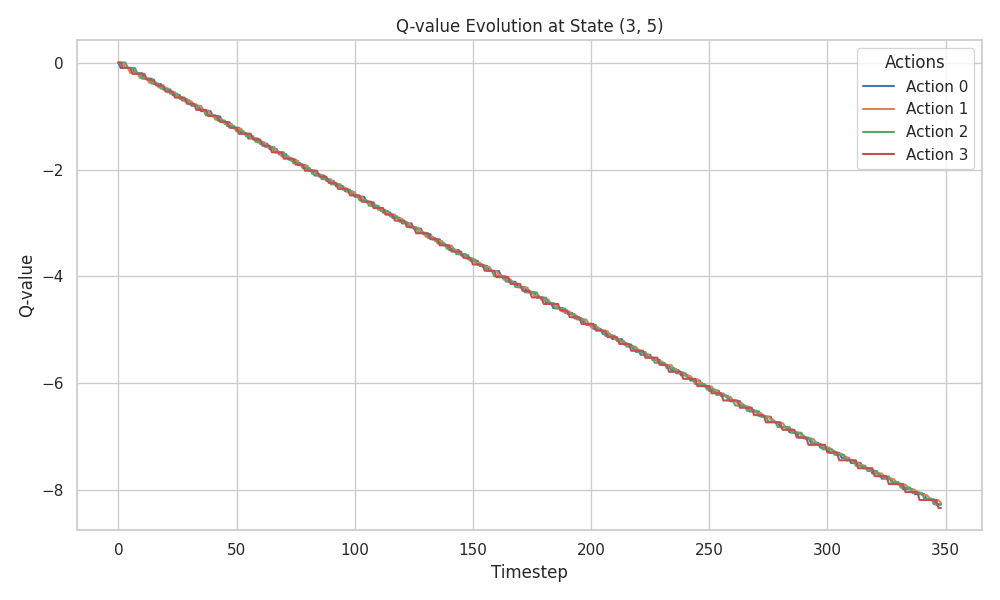 Q-value Evolution at State (3, 5)
Actions
Action 0
Action 1
Action 2
Action 3
Q-value
0
−2
−4
−6
−8
0 50 100 150 200 250 300 350
Timestep